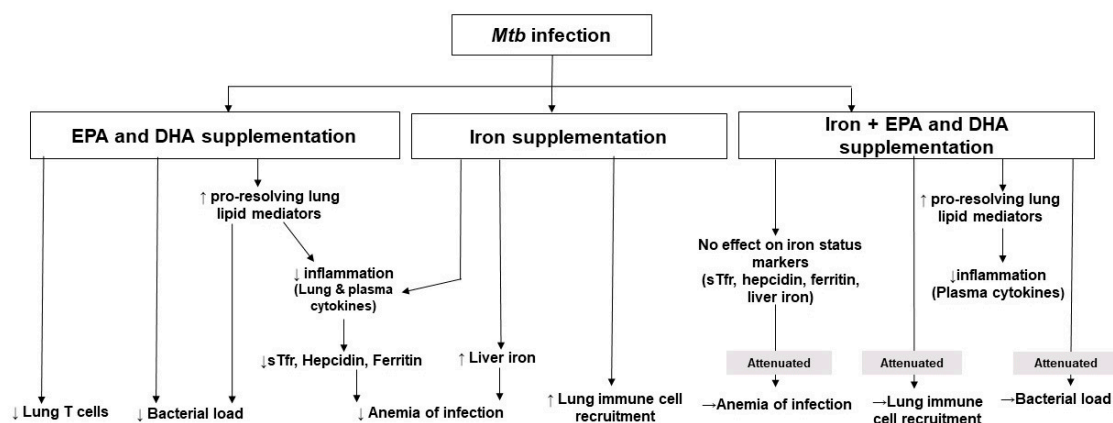 Mtb infection
EPA and DHA supplementation
Iron supplementation
Iron + EPA and DHA
supplementation
↑ pro-resolving lung
lipid mediators
↓ inflammation
(Lung & plasma
cytokines)
↓sTfr, Hepcidin, Ferritin
↑ Liver iron
↓ Lung T cells
↓ Bacterial load
↓ Anemia of infection
↑ Lung immune cell
recruitment
No effect on iron status
markers
(sTfr, hepcidin, ferritin,
liver iron)
↑ pro-resolving lung
lipid mediators
↓inflammation
(Plasma cytokines)
Attenuated
Attenuated
Attenuated
→Anemia of infection
→Lung immune
cell recruitment
→Bacterial load